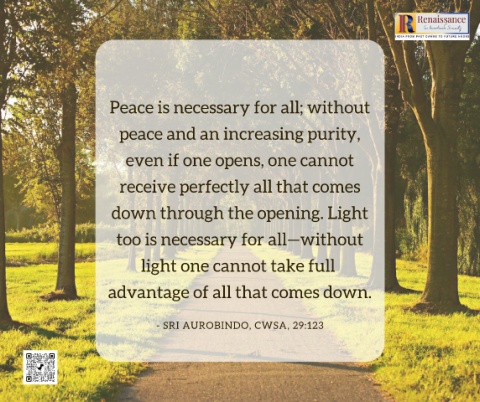 Renaissance
Peace is necessary for all; without
peace and an increasing purity,
even if one opens, one cannot
receive perfectly all that comes
down through the opening. Light
too is necessary for all—without
light one cannot take full
advantage of all that comes down.
- SRI AUROBINDO, CWSA, 29:123